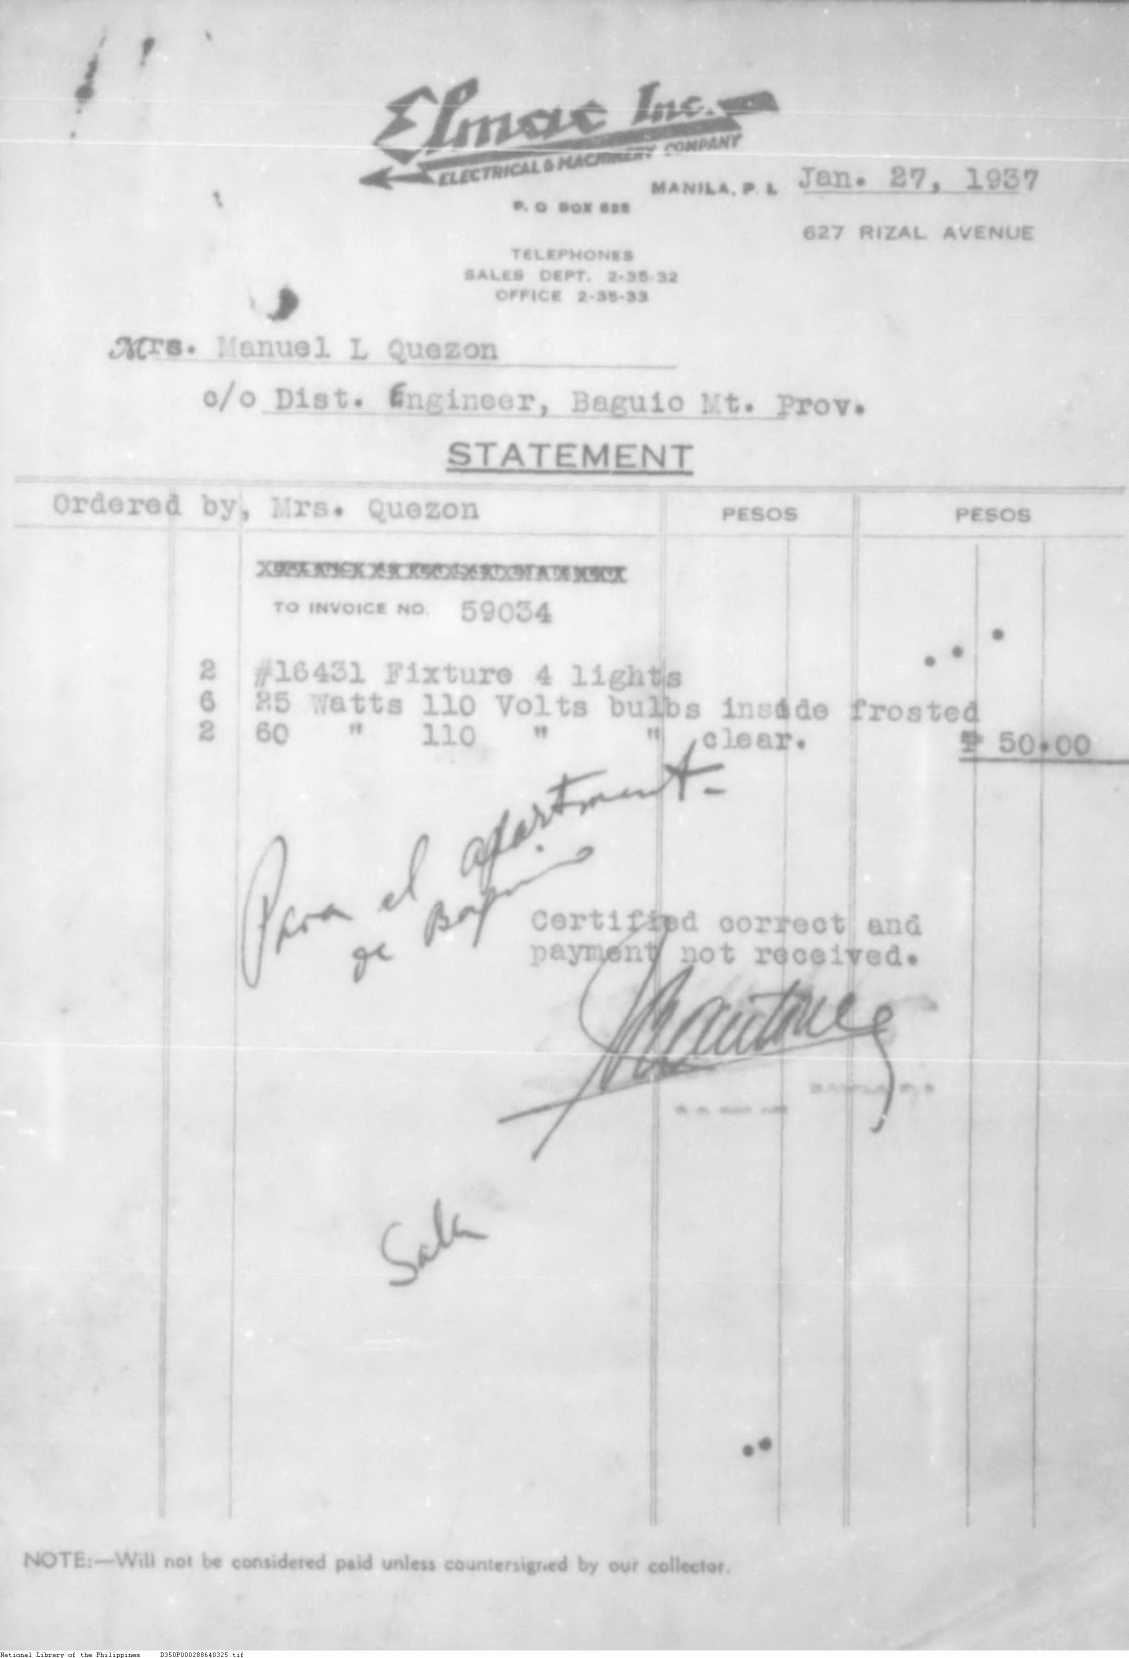 Elmac Inc.
ELECTRICAL & MACHINERY COMPANY
MANILA, P. I. Jan. 27, 1937
P. O BOX 625
627 RIZAL AVENUE
TELEPHONES
SALES DEPT. 2-35-32
OFFICE 2-35-33
Mrs. Manuel L Quezon
c/o Dist. Engineer, Baguio Mt. Prov.
STATEMENT
Ordered by, Mrs. Quezon PESOS PESOS
TO INVOICE NO. 59034
2 #16431 Fixture 4 lights
6 25 Watts 110 Volts bulbs inside frosted
2 60 " 110 " " clear. ₱ 50.00
Para el apartment-
de Baguio
Certified correct and
payment not received.
Sala
NOTE:—Will not be considered paid unless countersigned by our collector.
National Library of the Philippines D350P000288640325.tif